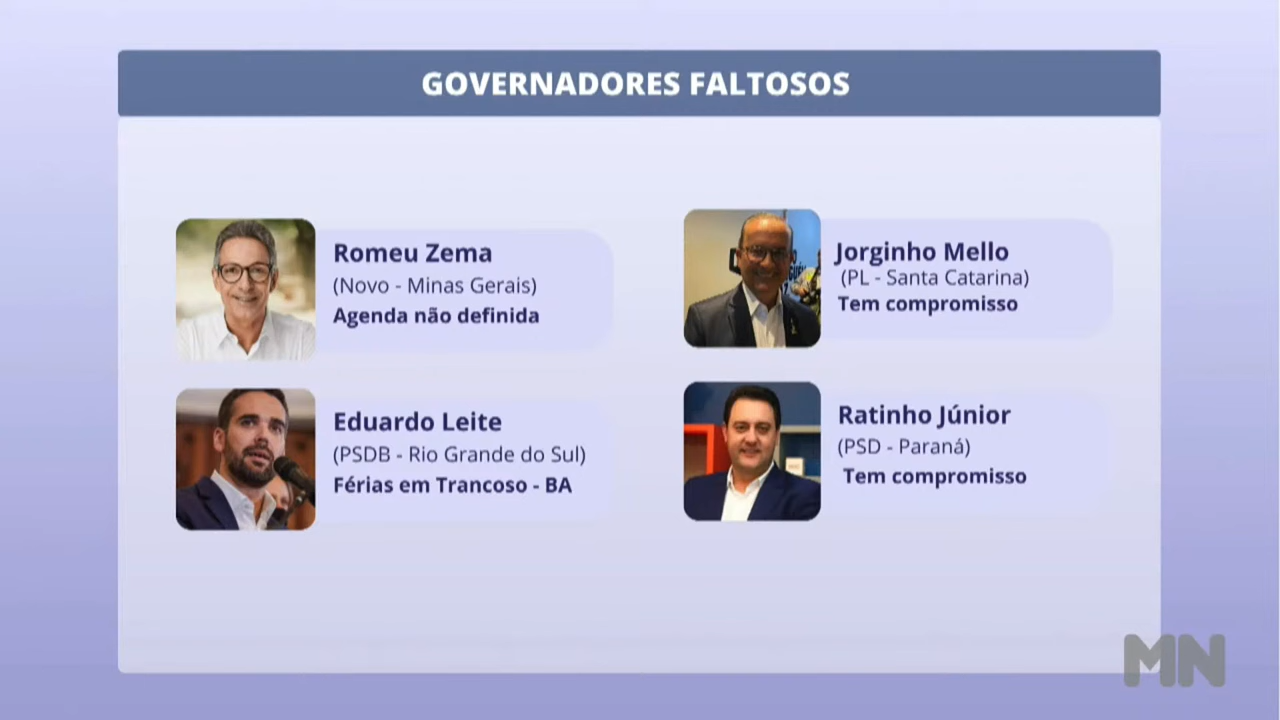 GOVERNADORES FALTOSOS
Romeu Zema
(Novo - Minas Gerais)
Agenda não definida
Jorginho Mello
(PL - Santa Catarina)
Tem compromisso
Eduardo Leite
(PSDB - Rio Grande do Sul)
Férias em Trancoso - BA
Ratinho Júnior
(PSD - Paraná)
Tem compromisso
MN